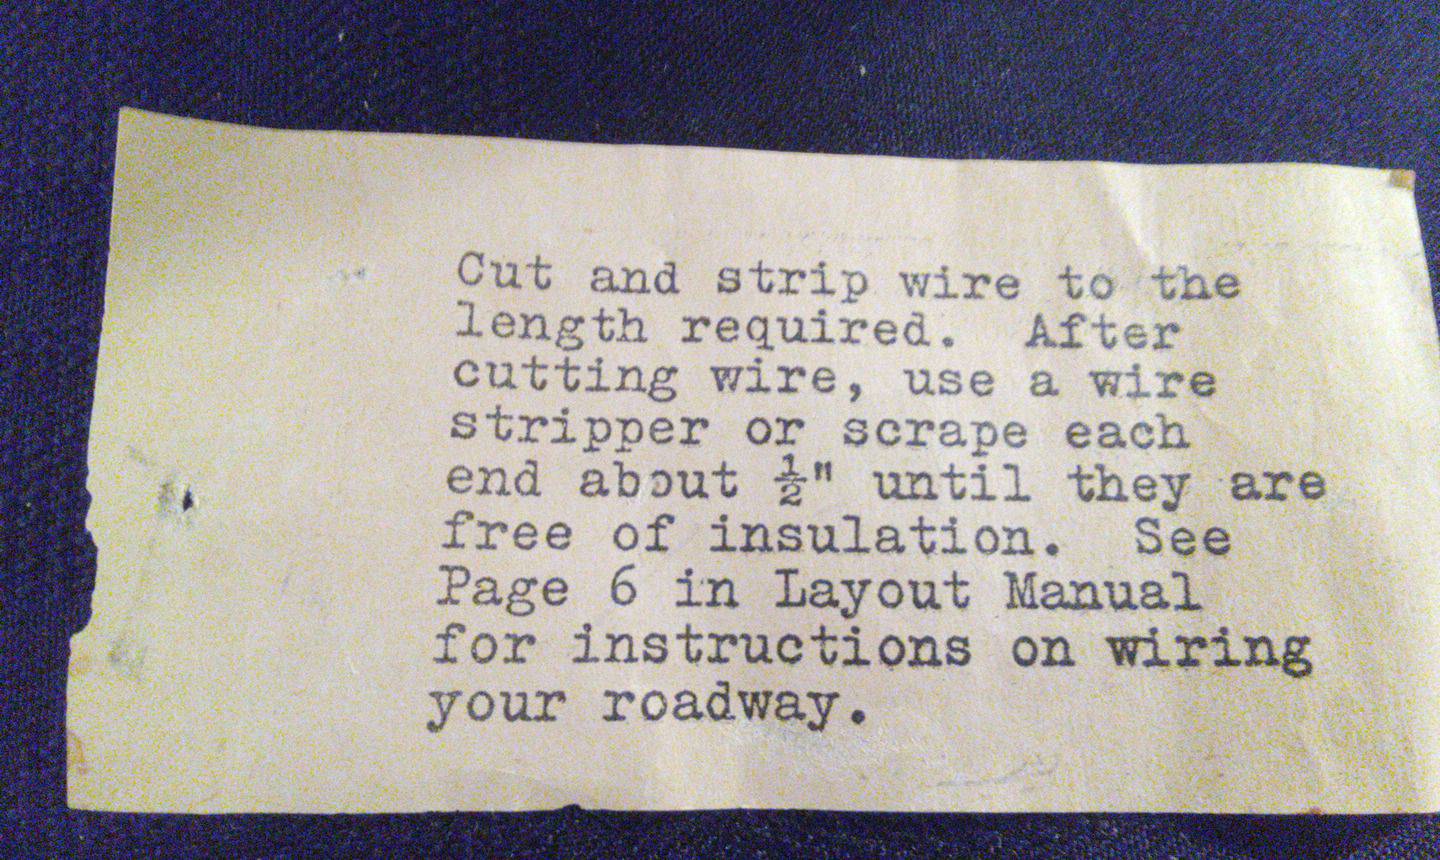 Cut and strip wire to the
length required.  After
cutting wire, use a wire
stripper or scrape each
end about ½" until they are
free of insulation.  See
Page 6 in Layout Manual
for instructions on wiring
your roadway.